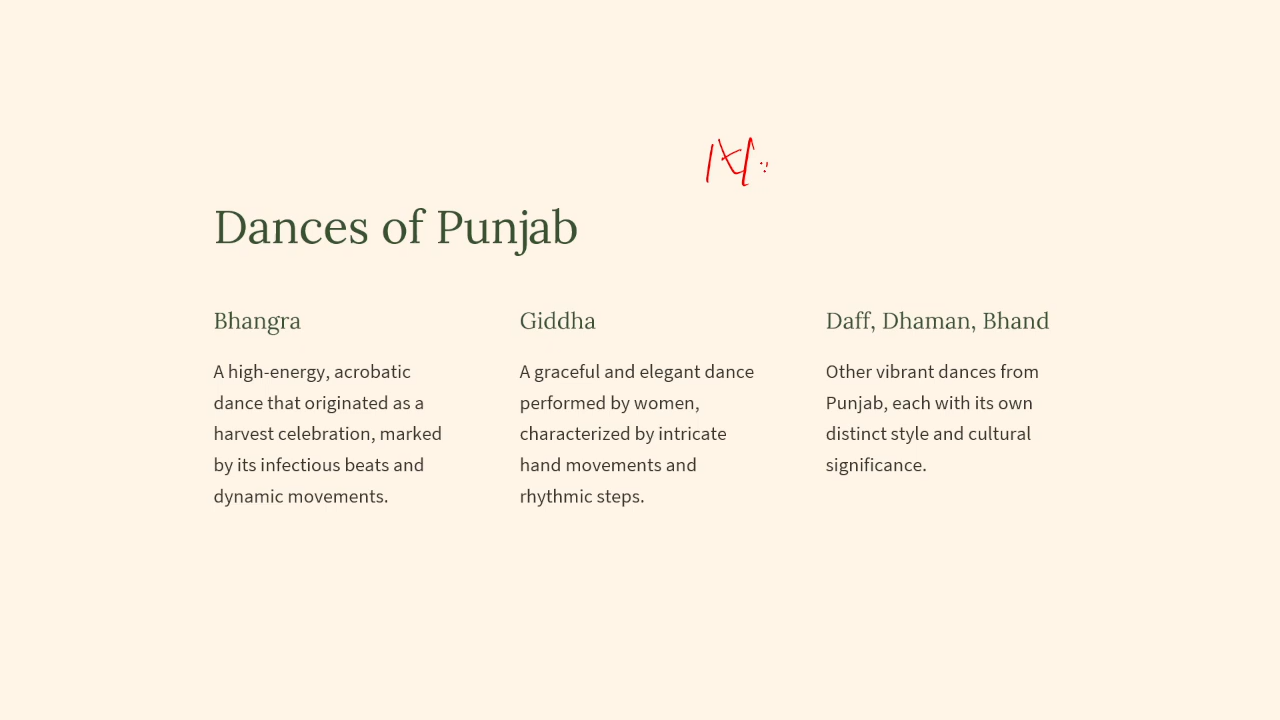 Dances of Punjab
Bhangra
A high-energy, acrobatic
dance that originated as a
harvest celebration, marked
by its infectious beats and
dynamic movements.
Giddha
A graceful and elegant dance
performed by women,
characterized by intricate
hand movements and
rhythmic steps.
Daff, Dhaman, Bhand
Other vibrant dances from
Punjab, each with its own
distinct style and cultural
significance.